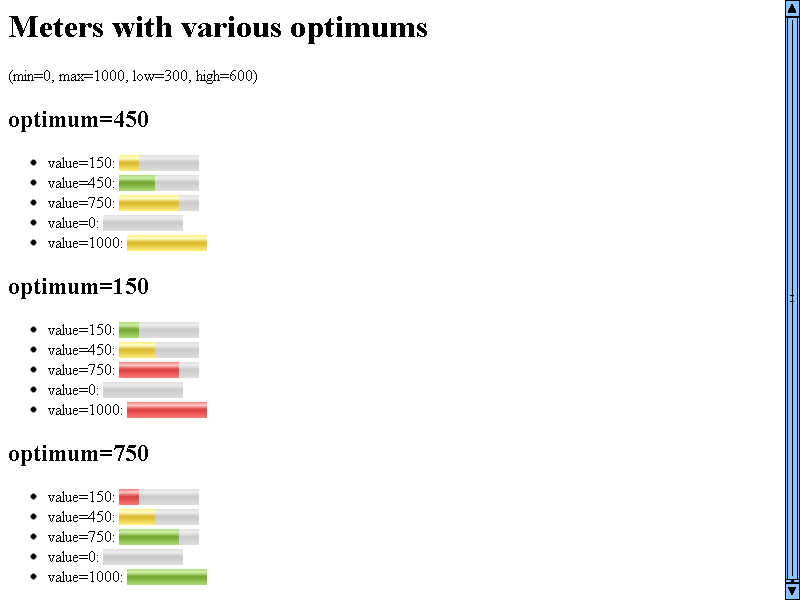 Meters with various optimums
(min=0, max=1000, low=300, high=600)
optimum=450
value=150:
value=450:
value=750:
value=0:
value=1000:
optimum=150
value=150:
value=450:
value=750:
value=0:
value=1000:
optimum=750
value=150:
value=450:
value=750:
value=0:
value=1000: